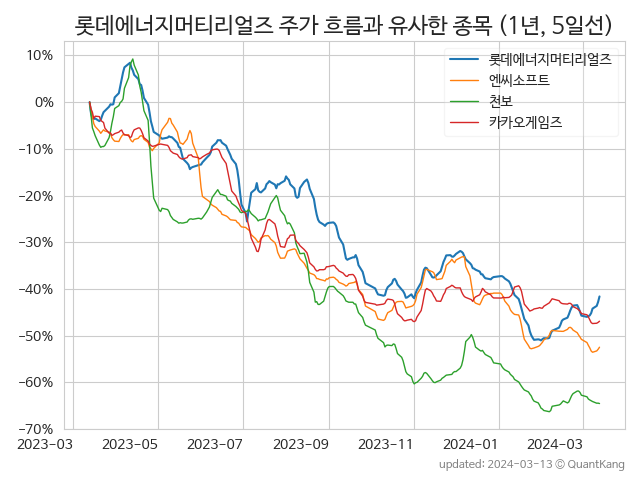 롯데에너지머티리얼즈 주가 흐름과 유사한 종목 (1년, 5일선)
롯데에너지머티리얼즈
엔씨소프트
천보
카카오게임즈
10%
0%
−10%
−20%
−30%
−40%
−50%
−60%
−70%
2023-03 2023-05 2023-07 2023-09 2023-11 2024-01 2024-03
updated: 2024-03-13 © QuantKang